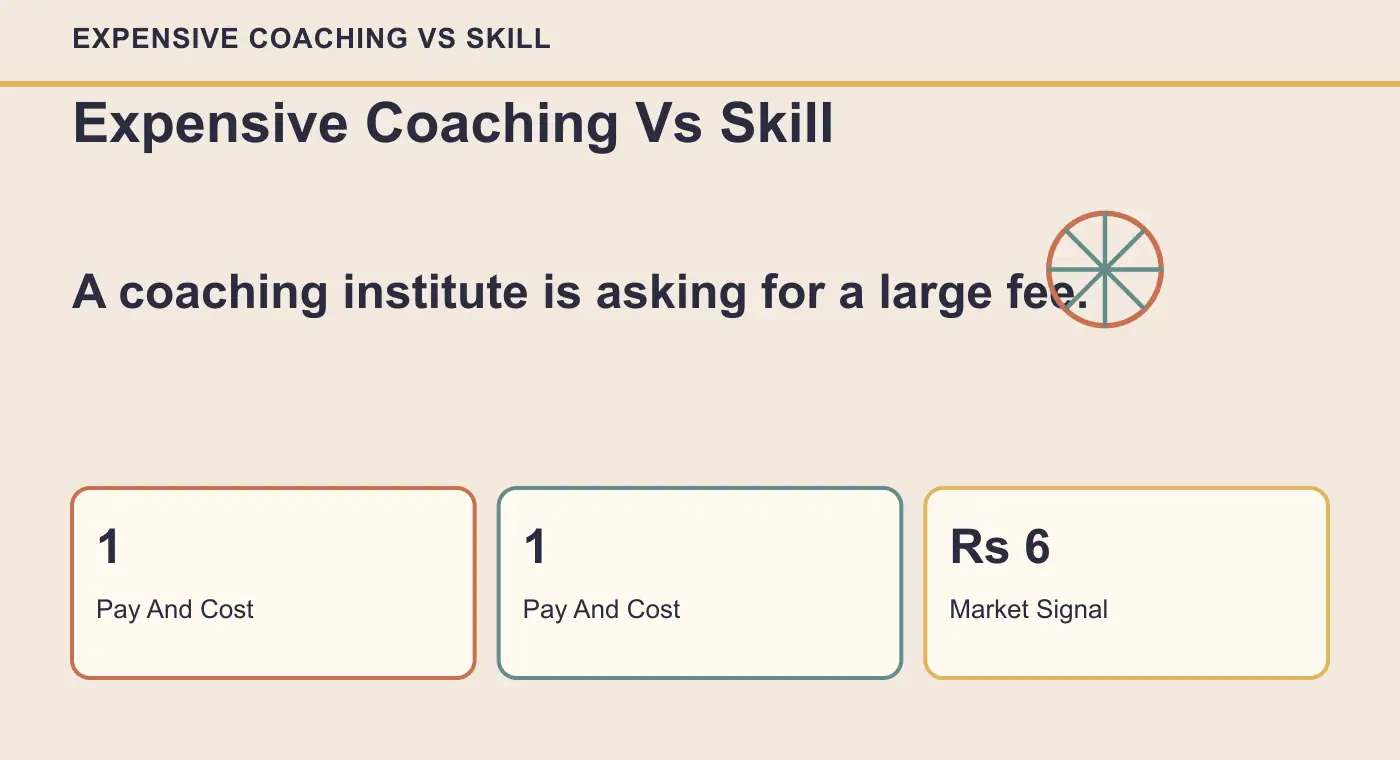 EXPENSIVE COACHING VS SKILL
Expensive Coaching Vs Skill
A coaching institute is asking for a large fee.
1
Pay And Cost
1
Pay And Cost
Rs 6
Market Signal